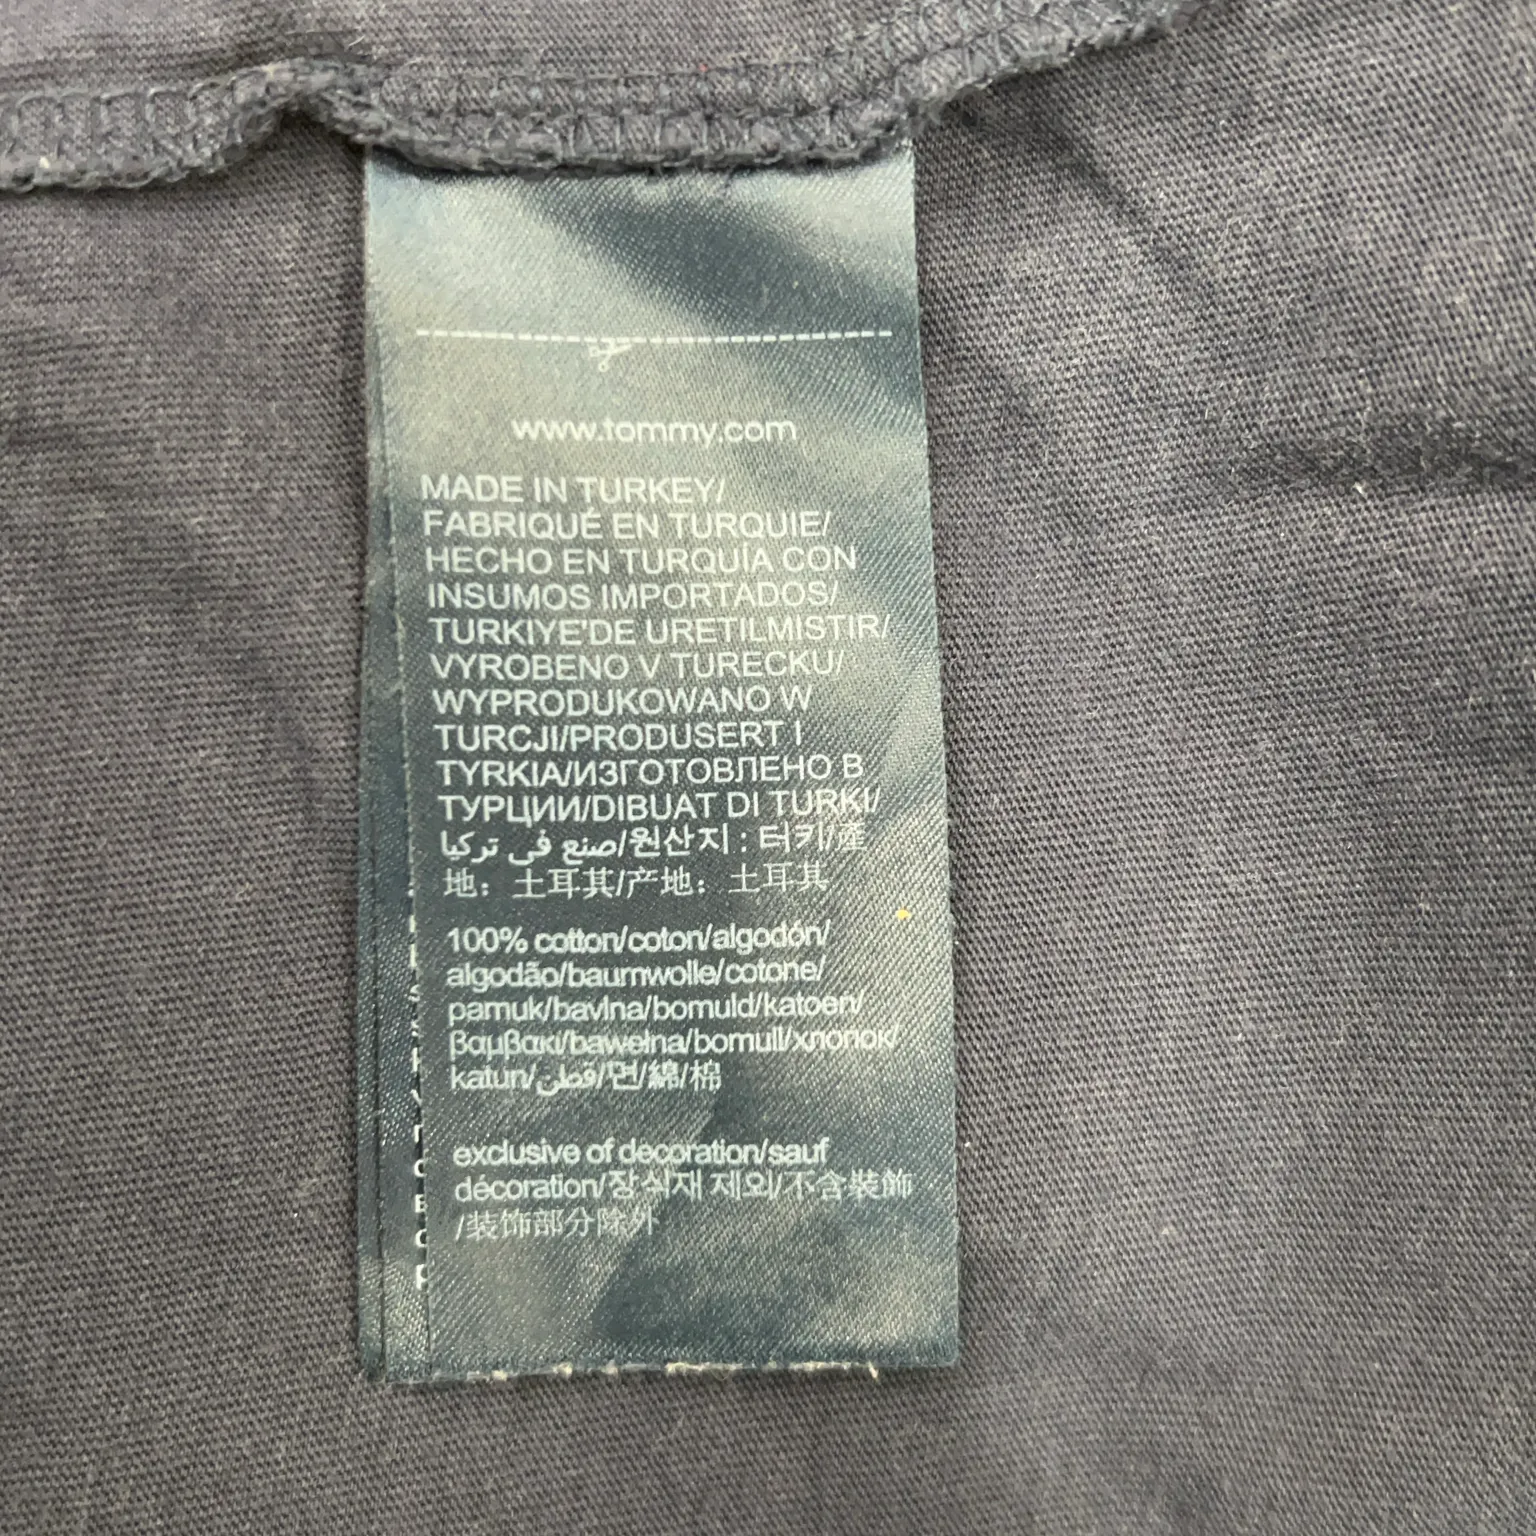 www.tommy.com
MADE IN TURKEY/
FABRIQUÉ EN TURQUIE/
HECHO EN TURQUÍA CON
INSUMOS IMPORTADOS/
TURKIYE'DE URETILMISTIR/
VYROBENO V TURECKU/
WYPRODUKOWANO W
TURCJI/PRODUSERT I
TYRKIA/ИЗГОТОВЛЕНО В
ТУРЦИИ/DIBUAT DI TURKI/
صنع في تركيا/원산지 : 터키/產
地：土耳其/产地：土耳其
100% cotton/coton/algodón/
algodão/baumwolle/cotone/
pamuk/bavlna/bomuld/katoen/
βαμβακι/bawełna/bomull/хлопок/
katun/قطن/면/綿/棉
exclusive of decoration/sauf
décoration/장식재 제외/不含裝飾
/装饰部分除外